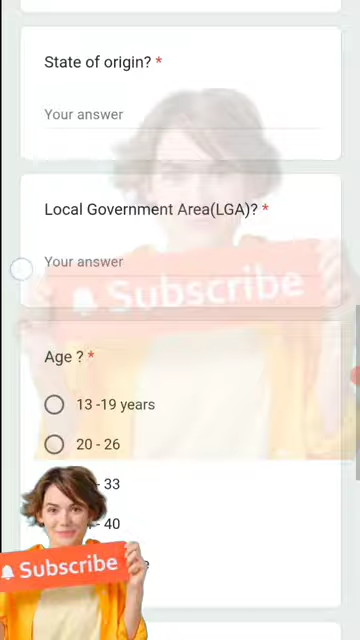 State of origin? *
Your answer
Local Government Area(LGA)? *
Your answer
Subscribe
Age ? *
13 -19 years
20 - 26
- 33
- 40
Subscribe